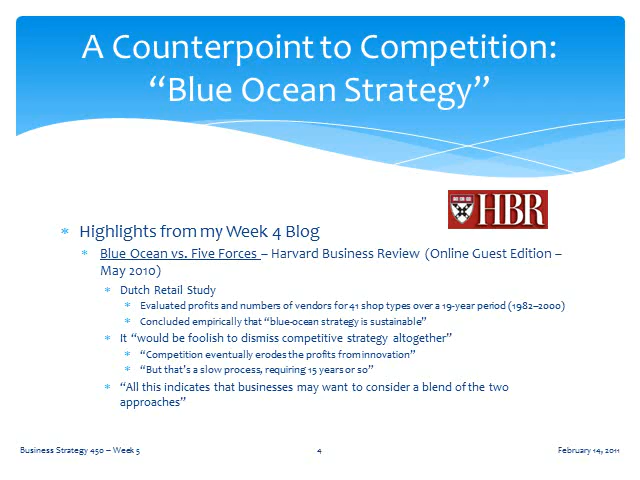 A Counterpoint to Competition:
“Blue Ocean Strategy”
HBR
Highlights from my Week 4 Blog
Blue Ocean vs. Five Forces – Harvard Business Review (Online Guest Edition –
May 2010)
Dutch Retail Study
Evaluated profits and numbers of vendors for 41 shop types over a 19-year period (1982–2000)
Concluded empirically that “blue-ocean strategy is sustainable”
It “would be foolish to dismiss competitive strategy altogether”
“Competition eventually erodes the profits from innovation”
“But that’s a slow process, requiring 15 years or so”
“All this indicates that businesses may want to consider a blend of the two
approaches”
Business Strategy 450 – Week 5
4
February 14, 2011